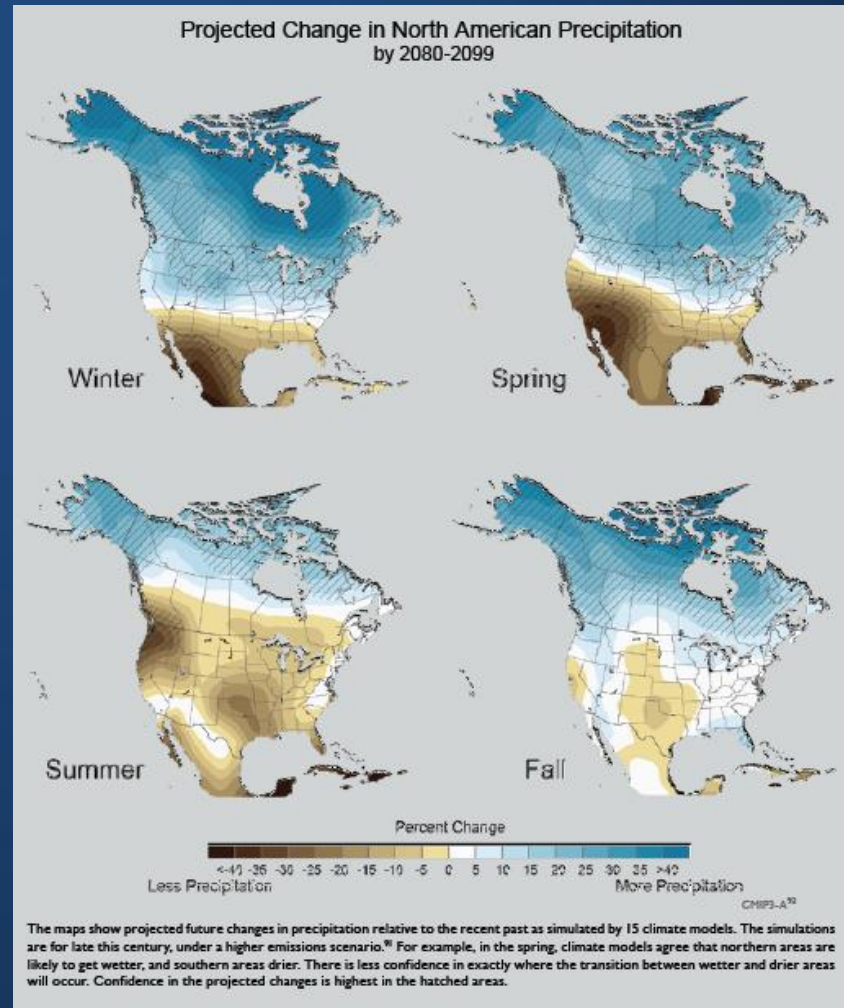 Projected Change in North American Precipitation
by 2080-2099
Winter
Spring
Summer
Fall
Percent Change
<-40 -35 -30 -25 -20 -15 -10 -5 0 5 10 15 20 25 30 35 >40
Less Precipitation
More Precipitation
CMIP3-A
The maps show projected future changes in precipitation relative to the recent past as simulated by 15 climate models. The simulations
are for late this century, under a higher emissions scenario. For example, in the spring, climate models agree that northern areas are
likely to get wetter, and southern areas drier. There is less confidence in exactly where the transition between wetter and drier areas
will occur. Confidence in the projected changes is highest in the hatched areas.